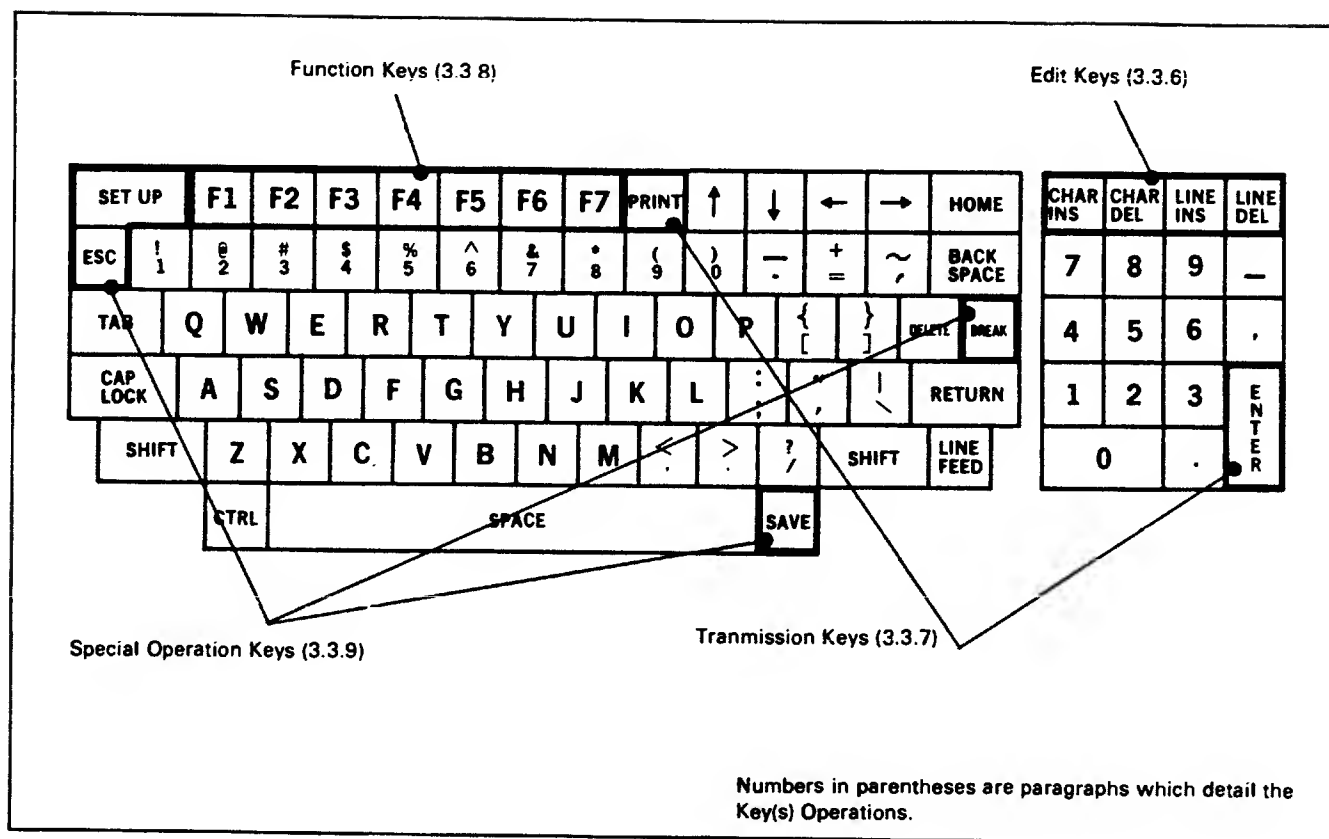 Function Keys (3.3 8)
Edit Keys (3.3.6)
SET UP F1 F2 F3 F4 F5 F6 F7 PRINT ↑ ↓ ← → HOME
CHAR INS CHAR DEL LINE INS LINE DEL
ESC ! 1 @ 2 # 3 $ 4 % 5 ^ 6 & 7 * 8 ( 9 ) 0 — - + = ~ ´ BACK SPACE
7 8 9 —
TAB Q W E R T Y U I O P { [ } ] DELETE BREAK
4 5 6 ,
CAP LOCK A S D F G H J K L : ; " ' | \ RETURN
1 2 3 ENTER
SHIFT Z X C V B N M < , > . ? / SHIFT LINE FEED
0 .
CTRL SPACE SAVE
Special Operation Keys (3.3.9)
Tranmission Keys (3.3.7)
Numbers in parentheses are paragraphs which detail the
Key(s) Operations.